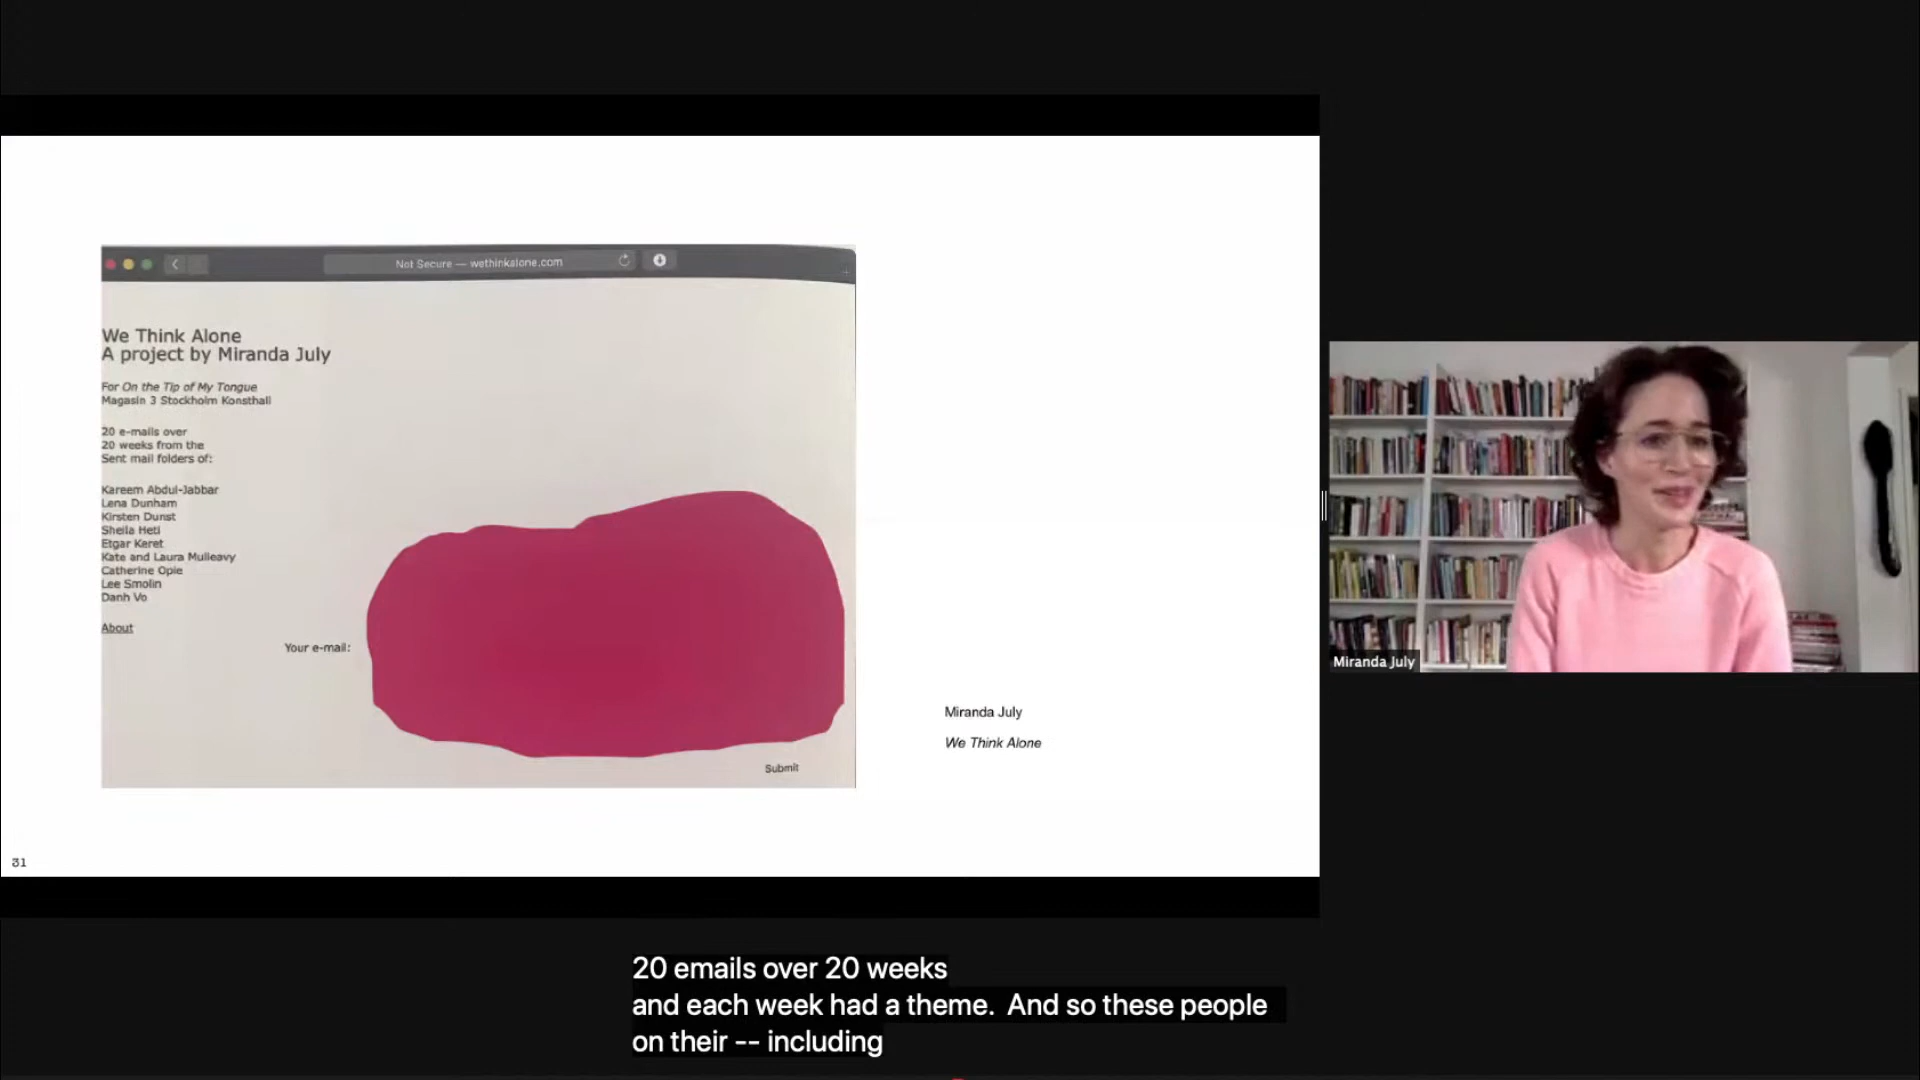 Not Secure — wethinkalone.com
We Think Alone
A project by Miranda July
For On the Tip of My Tongue
Magasin 3 Stockholm Konsthall
20 e-mails over
20 weeks from the
Sent mail folders of:
Kareem Abdul-Jabbar
Lena Dunham
Kirsten Dunst
Sheila Heti
Etgar Keret
Kate and Laura Mulleavy
Catherine Opie
Lee Smolin
Danh Vo
About
Your e-mail:
Submit
Miranda July
We Think Alone
31
Miranda July
20 emails over 20 weeks
and each week had a theme.  And so these people
on their -- including